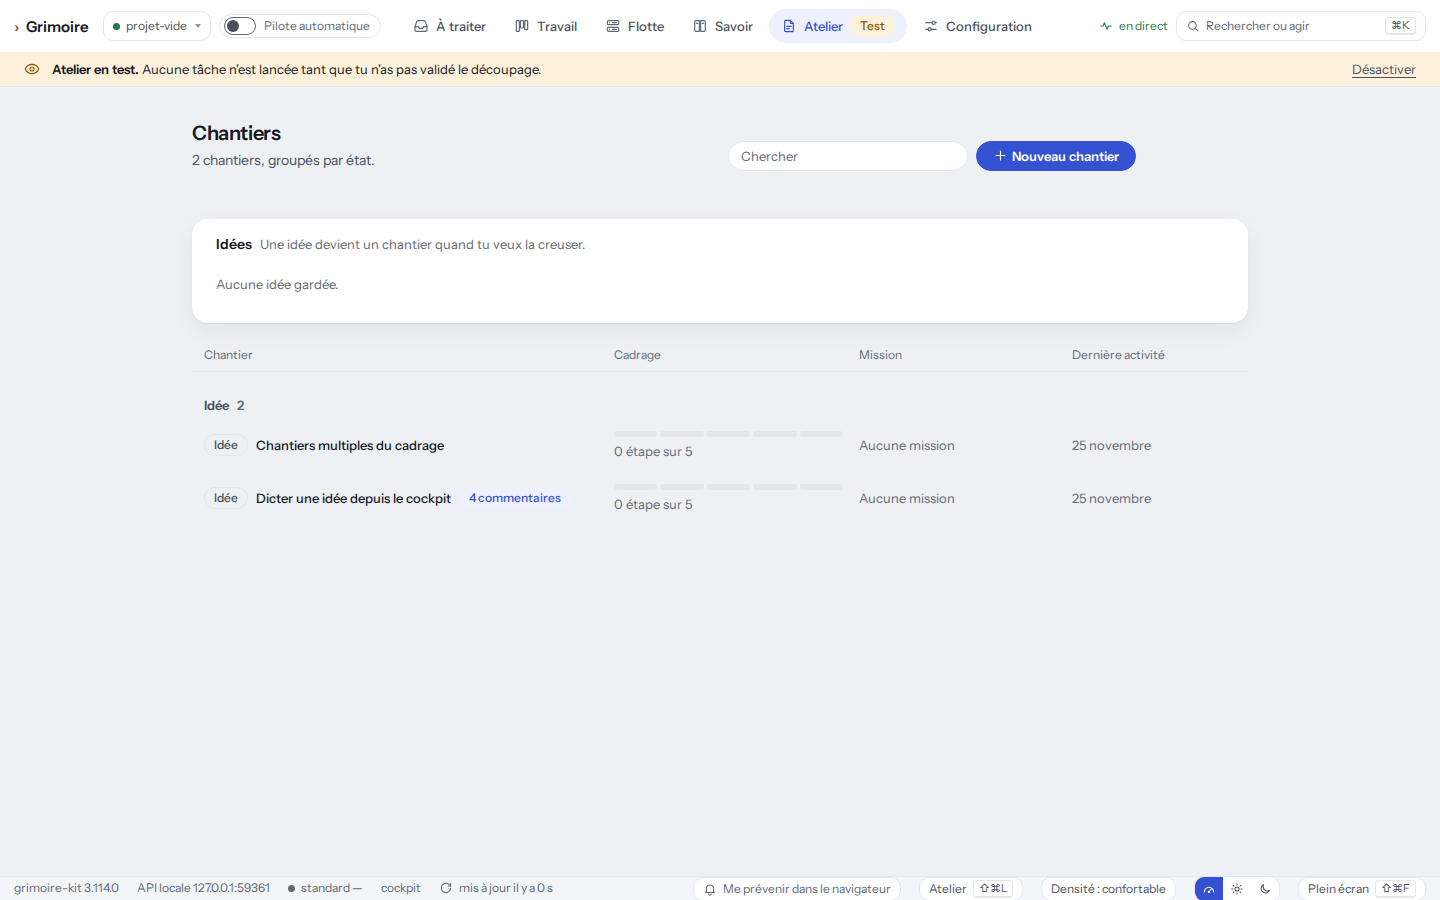 › Grimoire projet-vide Pilote automatique À traiter Travail Flotte Savoir Atelier Test Configuration en direct Rechercher ou agir ⌘K
Atelier en test. Aucune tâche n'est lancée tant que tu n'as pas validé le découpage. Désactiver
Chantiers
2 chantiers, groupés par état.
Chercher + Nouveau chantier
Idées Une idée devient un chantier quand tu veux la creuser.
Aucune idée gardée.
Chantier Cadrage Mission Dernière activité
Idée 2
Idée Chantiers multiples du cadrage 0 étape sur 5 Aucune mission 25 novembre
Idée Dicter une idée depuis le cockpit 4 commentaires 0 étape sur 5 Aucune mission 25 novembre
grimoire-kit 3.114.0 API locale 127.0.0.1:59361 standard — cockpit mis à jour il y a 0 s Me prévenir dans le navigateur Atelier ⇧⌘L Densité : confortable Plein écran ⇧⌘F